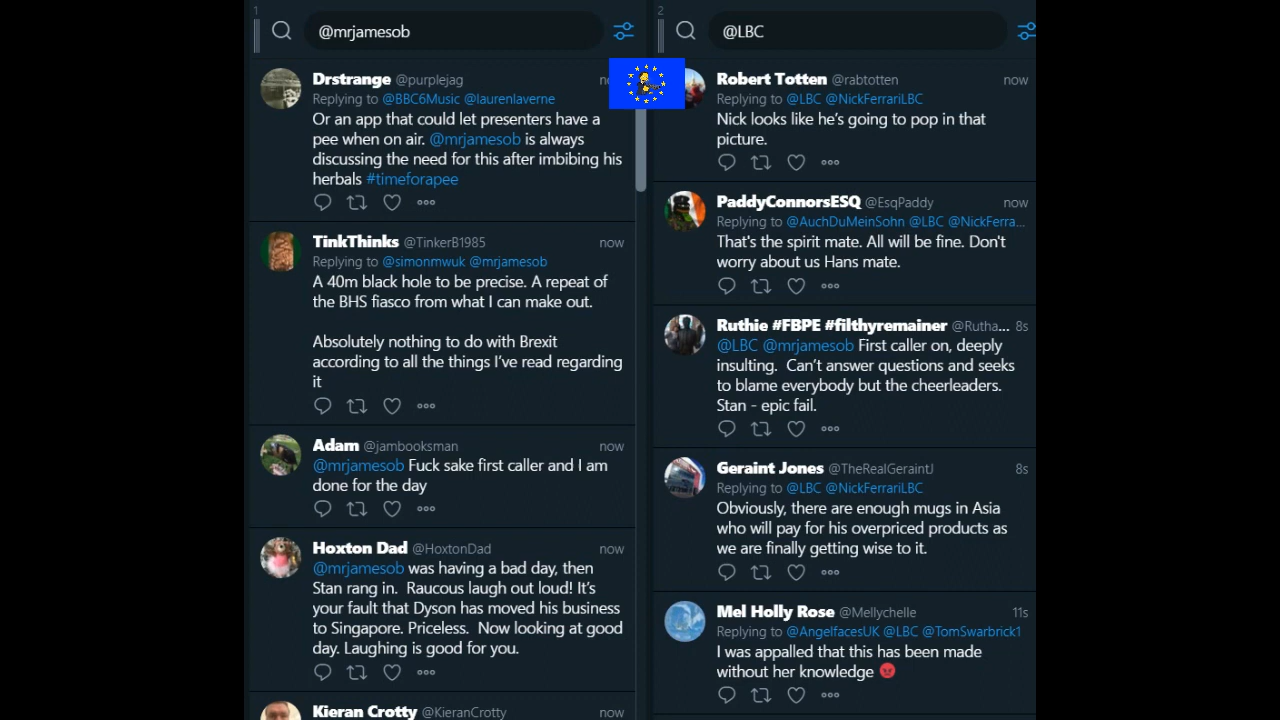 1
@mrjamesob
Drstrange @purplejag
Replying to @BBC6Music @laurenlaverne
Or an app that could let presenters have a
pee when on air. @mrjamesob is always
discussing the need for this after imbibing his
herbals #timeforapee
TinkThinks @TinkerB1985 now
Replying to @simonmwuk @mrjamesob
A 40m black hole to be precise. A repeat of
the BHS fiasco from what I can make out.
Absolutely nothing to do with Brexit
according to all the things I've read regarding
it
Adam @jambooksman now
@mrjamesob Fuck sake first caller and I am
done for the day
Hoxton Dad @HoxtonDad now
@mrjamesob was having a bad day, then
Stan rang in. Raucous laugh out loud! It's
your fault that Dyson has moved his business
to Singapore. Priceless. Now looking at good
day. Laughing is good for you.
Kieran Crotty @KieranCrotty now
2
@LBC
Robert Totten @rabtotten now
Replying to @LBC @NickFerrariLBC
Nick looks like he's going to pop in that
picture.
PaddyConnorsESQ @EsqPaddy now
Replying to @AuchDuMeinSohn @LBC @NickFerra...
That's the spirit mate. All will be fine. Don't
worry about us Hans mate.
Ruthie #FBPE #filthyremainer @Rutha... 8s
@LBC @mrjamesob First caller on, deeply
insulting. Can't answer questions and seeks
to blame everybody but the cheerleaders.
Stan - epic fail.
Geraint Jones @TheRealGeraintJ 8s
Replying to @LBC @NickFerrariLBC
Obviously, there are enough mugs in Asia
who will pay for his overpriced products as
we are finally getting wise to it.
Mel Holly Rose @Mellychelle 11s
Replying to @AngelfacesUK @LBC @TomSwarbrick1
I was appalled that this has been made
without her knowledge